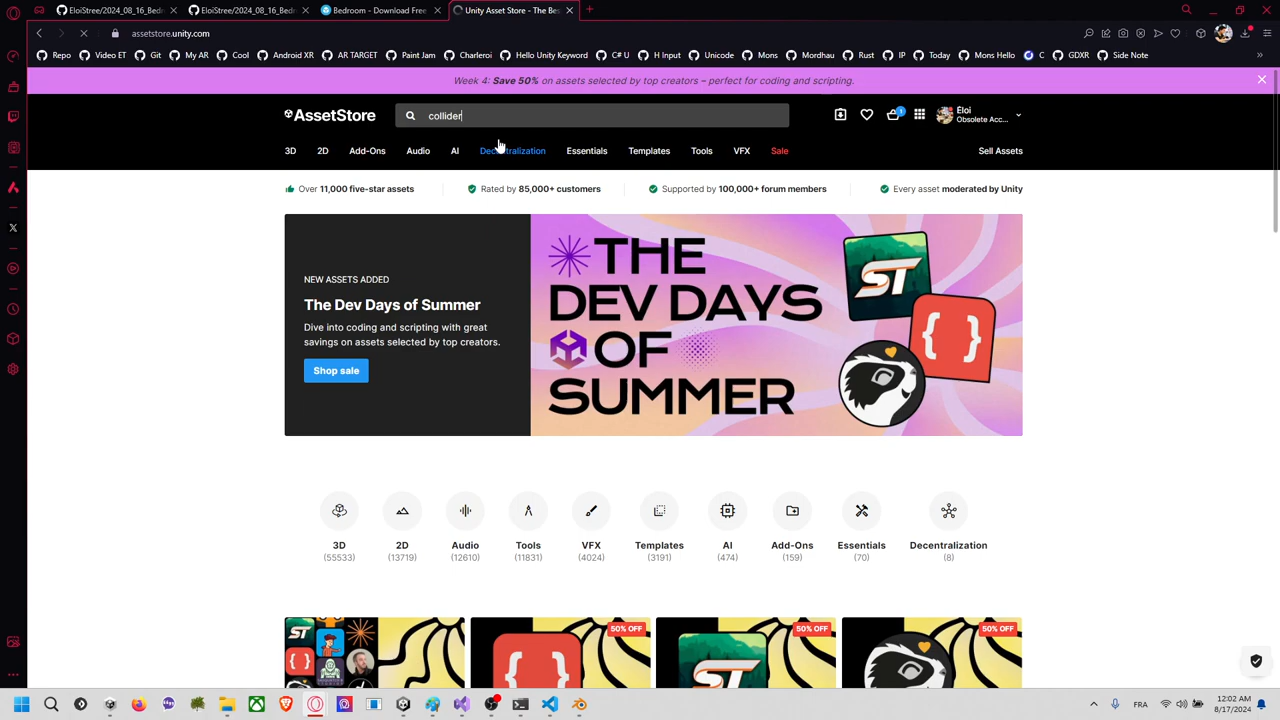 EloiStree/2024_08_16_Bedr
EloiStree/2024_08_16_Bedr
Bedroom - Download Free
Unity Asset Store - The Bes
assetstore.unity.com
Repo
Video ET
Git
My AR
Cool
Android XR
AR TARGET
Paint Jam
Charleroi
Hello Unity Keyword
C# U
H Input
Unicode
Mons
Mordhau
Rust
IP
Today
Mons Hello
C
GDXR
Side Note
Week 4: Save 50% on assets selected by top creators – perfect for coding and scripting.
AssetStore
collider
1
Éloi
Obsolete Acc...
3D
2D
Add-Ons
Audio
AI
Decentralization
Essentials
Templates
Tools
VFX
Sale
Sell Assets
Over 11,000 five-star assets
Rated by 85,000+ customers
Supported by 100,000+ forum members
Every asset moderated by Unity
NEW ASSETS ADDED
The Dev Days of Summer
Dive into coding and scripting with great
savings on assets selected by top creators.
Shop sale
THE
DEV DAYS
OF
SUMMER
ST
{ }
3D
(55533)
2D
(13719)
Audio
(12610)
Tools
(11831)
VFX
(4024)
Templates
(3191)
AI
(474)
Add-Ons
(159)
Essentials
(70)
Decentralization
(8)
ST
50% OFF
50% OFF
ST
50% OFF
FRA
12:02 AM
8/17/2024